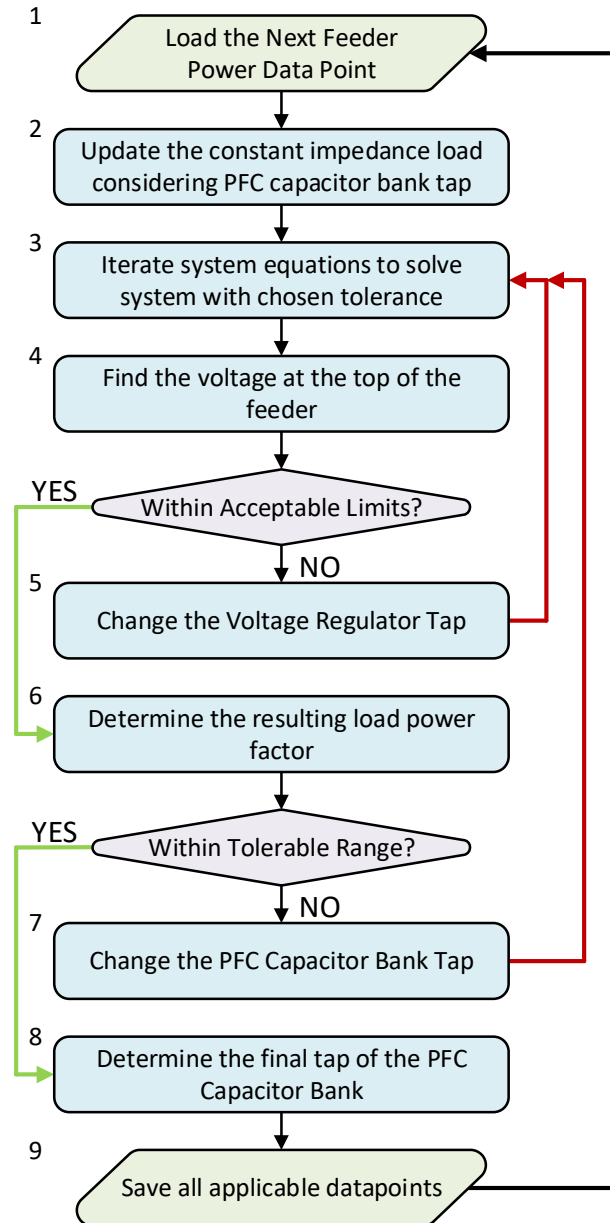 1
Load the Next Feeder
Power Data Point
2
Update the constant impedance load
considering PFC capacitor bank tap
3
Iterate system equations to solve
system with chosen tolerance
4
Find the voltage at the top of the
feeder
YES
Within Acceptable Limits?
NO
5
Change the Voltage Regulator Tap
6
Determine the resulting load power
factor
YES
Within Tolerable Range?
NO
7
Change the PFC Capacitor Bank Tap
8
Determine the final tap of the PFC
Capacitor Bank
9
Save all applicable datapoints